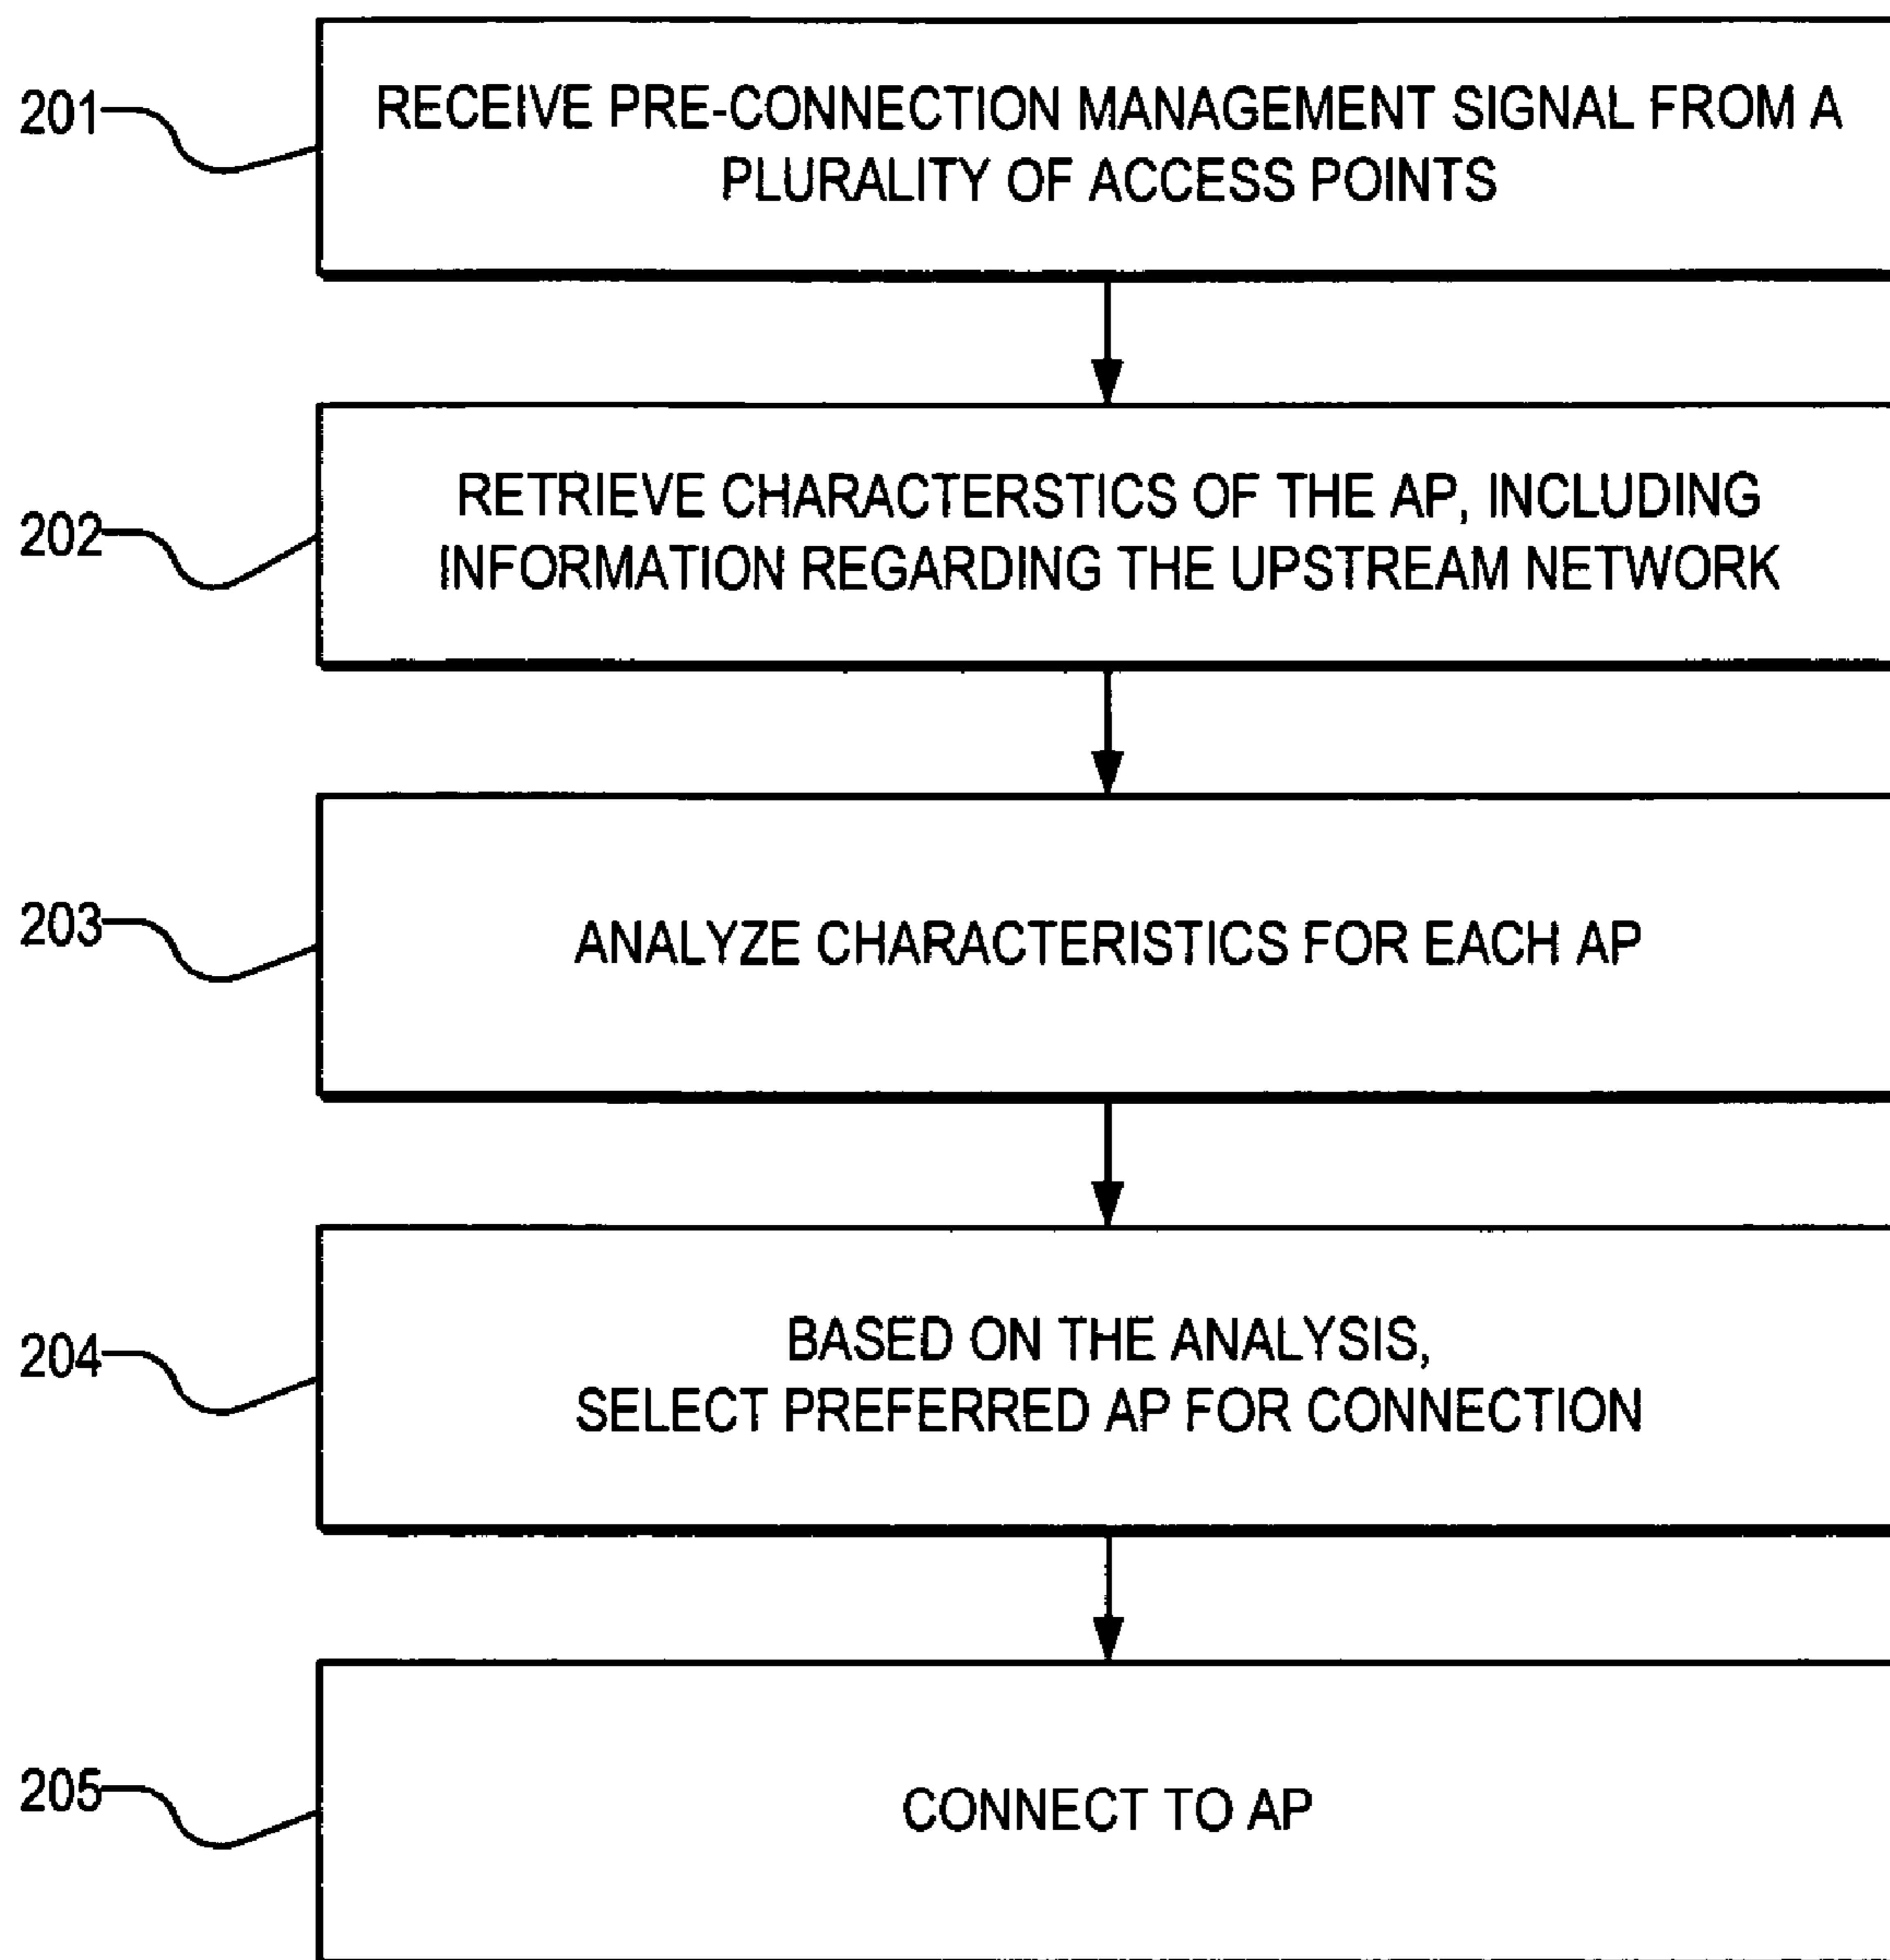 201
RECEIVE PRE-CONNECTION MANAGEMENT SIGNAL FROM A
PLURALITY OF ACCESS POINTS
202
RETRIEVE CHARACTERSTICS OF THE AP, INCLUDING
INFORMATION REGARDING THE UPSTREAM NETWORK
203
ANALYZE CHARACTERISTICS FOR EACH AP
204
BASED ON THE ANALYSIS,
SELECT PREFERRED AP FOR CONNECTION
205
CONNECT TO AP